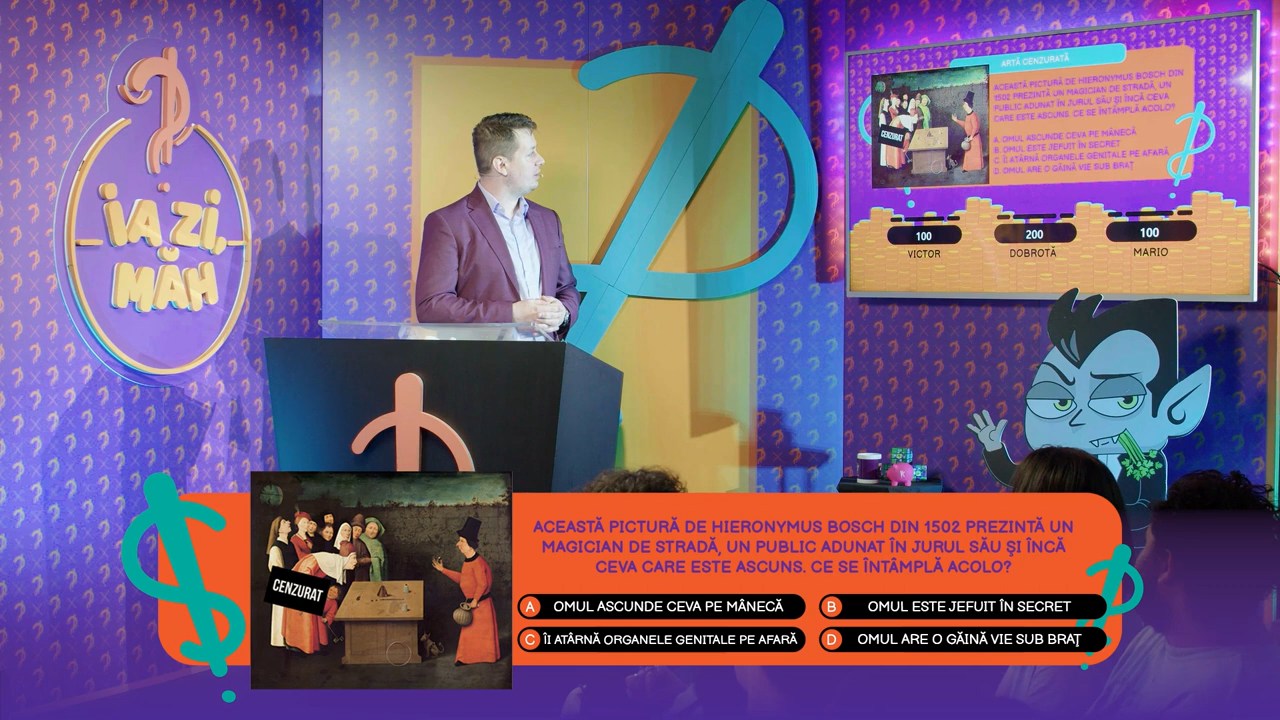 IA ZI,
MĂH
ARTĂ CENZURATĂ
ACEASTĂ PICTURĂ DE HIERONYMUS BOSCH DIN
1502 PREZINTĂ UN MAGICIAN DE STRADĂ, UN
PUBLIC ADUNAT ÎN JURUL SĂU ȘI ÎNCĂ CEVA
CARE ESTE ASCUNS. CE SE ÎNTÂMPLĂ ACOLO?
A. OMUL ASCUNDE CEVA PE MÂNECĂ
B. OMUL ESTE JEFUIT ÎN SECRET
C. ÎI ATÂRNĂ ORGANELE GENITALE PE AFARĂ
D. OMUL ARE O GĂINĂ VIE SUB BRAȚ
CENZURAT
100
200
100
VICTOR
DOBROTĂ
MARIO
CENZURAT
ACEASTĂ PICTURĂ DE HIERONYMUS BOSCH DIN 1502 PREZINTĂ UN
MAGICIAN DE STRADĂ, UN PUBLIC ADUNAT ÎN JURUL SĂU ȘI ÎNCĂ
CEVA CARE ESTE ASCUNS. CE SE ÎNTÂMPLĂ ACOLO?
A OMUL ASCUNDE CEVA PE MÂNECĂ
B OMUL ESTE JEFUIT ÎN SECRET
C ÎI ATÂRNĂ ORGANELE GENITALE PE AFARĂ
D OMUL ARE O GĂINĂ VIE SUB BRAȚ